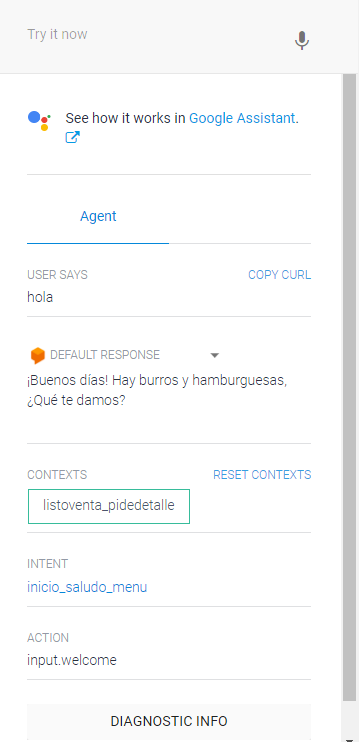 Try it now
See how it works in Google Assistant.
Agent
USER SAYS COPY CURL
hola
DEFAULT RESPONSE
¡Buenos días! Hay burros y hamburguesas,
¿Qué te damos?
CONTEXTS RESET CONTEXTS
listoventa_pidedetalle
INTENT
inicio_saludo_menu
ACTION
input.welcome
DIAGNOSTIC INFO